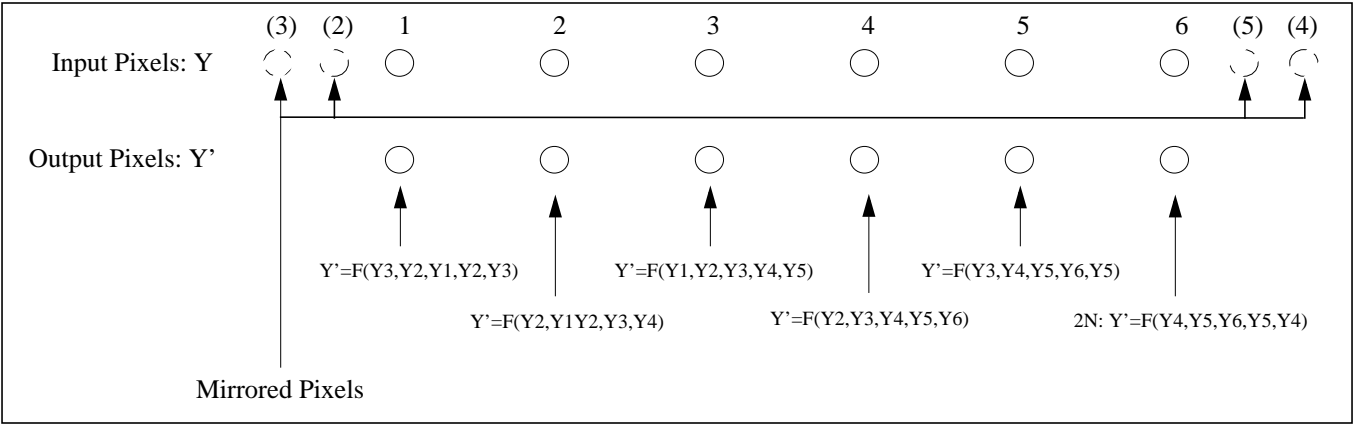 (3) (2) 1 2 3 4 5 6 (5) (4)
Input Pixels: Y
Output Pixels: Y’
Y’=F(Y3,Y2,Y1,Y2,Y3) Y’=F(Y1,Y2,Y3,Y4,Y5) Y’=F(Y3,Y4,Y5,Y6,Y5)
Y’=F(Y2,Y1Y2,Y3,Y4) Y’=F(Y2,Y3,Y4,Y5,Y6) 2N: Y’=F(Y4,Y5,Y6,Y5,Y4)
Mirrored Pixels